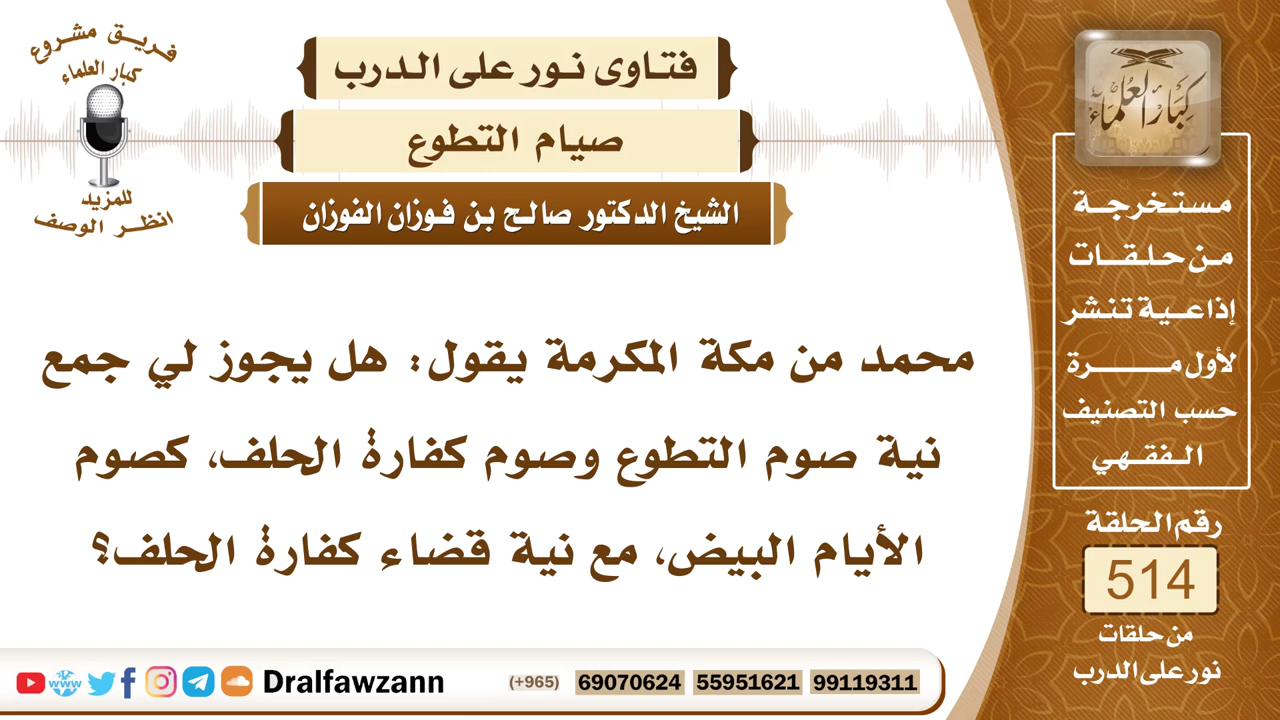 فريق مشروع
كبار العلماء
للمزيد
انظر الوصف
فتاوى نور على الدرب
صيام التطوع
الشيخ الدكتور صالح بن فوزان الفوزان
محمد من مكة المكرمة يقول: هل يجوز لي جمع
نية صوم التطوع وصوم كفارة الحلف، كصوم
الأيام البيض، مع نية قضاء كفارة الحلف؟
كبار العلماء
مستخرجة
من حلقات
إذاعية تنشر
لأول مرة
حسب التصنيف
الفقهي
رقم الحلقة
514
من حلقات
نور على الدرب
www
Dralfawzann
(+965) 69070624 55951621 99119311